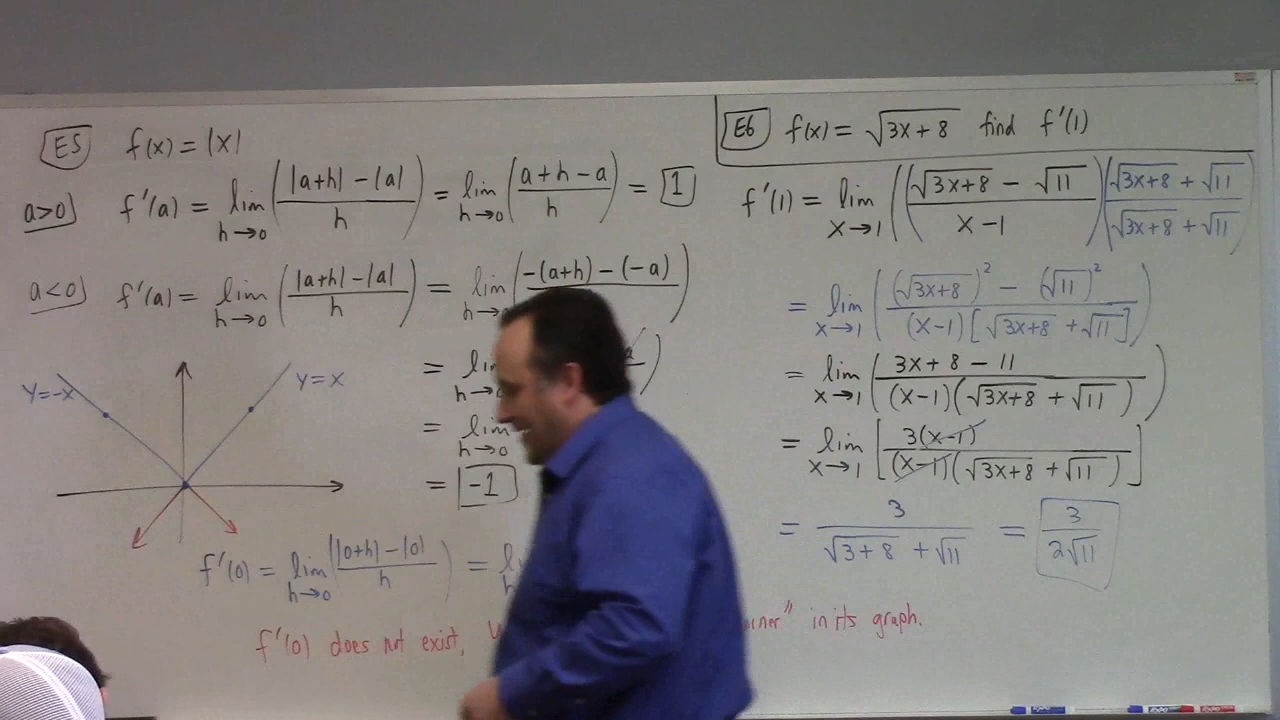 E5 f(x) = |x|
a>0) f'(a) = lim h→0 (|a+h| - |a| / h) = lim h→0 (a+h-a / h) = 1
a<0) f'(a) = lim h→0 (|a+h| - |a| / h) = lim h→0 (-(a+h) - (-a)
= lim h→0
= lim h→0
= -1
y=-x
y=x
f'(0) = lim h→0 (|0+h| - |0| / h) =
f'(0) does not exist,
in its graph.
E6 f(x) = √(3x+8) find f'(1)
f'(1) = lim x→1 ((√(3x+8) - √11 / x-1)(√(3x+8) + √11 / √(3x+8) + √11)
= lim x→1 ((√(3x+8))² - (√11)² / (x-1)[√(3x+8) + √11])
= lim x→1 (3x+8-11 / (x-1)(√(3x+8) + √11))
= lim x→1 [3(x-1) / (x-1)(√(3x+8) + √11)]
= 3 / √(3+8) + √11 = 3 / 2√11